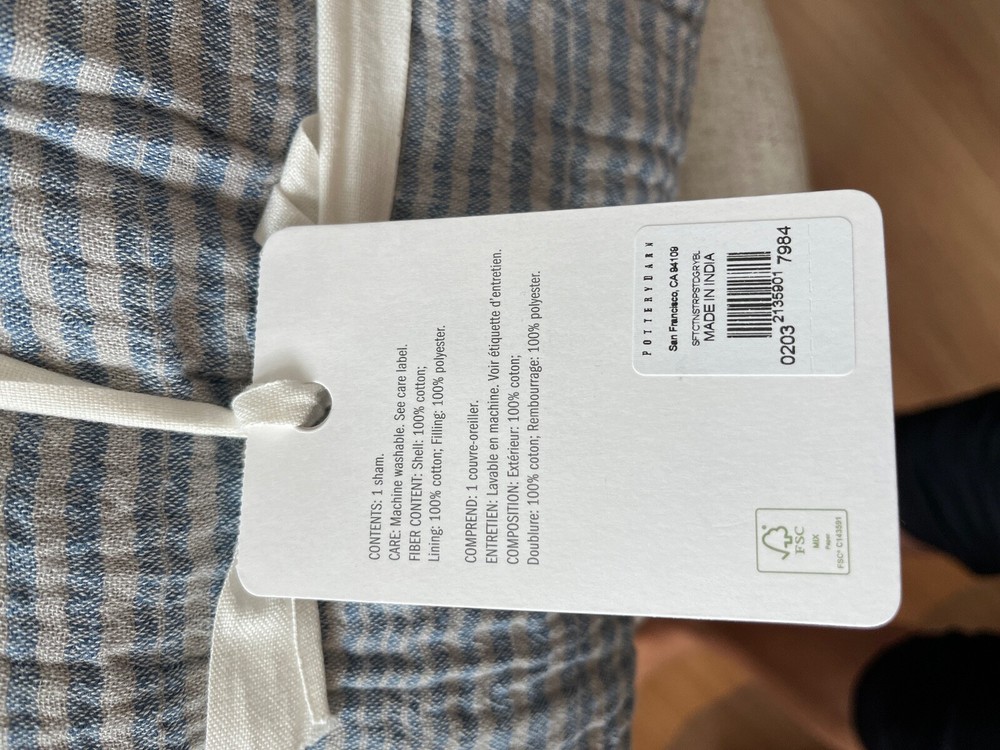 CONTENTS: 1 sham.
CARE: Machine washable. See care label.
FIBER CONTENT: Shell: 100% cotton;
Lining: 100% cotton; Filling: 100% polyester.
COMPREND: 1 couvre-oreiller.
ENTRETIEN: Lavable en machine. Voir étiquette d'entretien.
COMPOSITION: Extérieur: 100% coton;
Doublure: 100% coton; Rembourrage: 100% polyester.
POTTERYBARN
San Francisco, CA 94109
SFTCTNSTRPSTDGRYBL
MADE IN INDIA
0203 2135901 7984
FSC
MIX
Paper
FSC® C143591